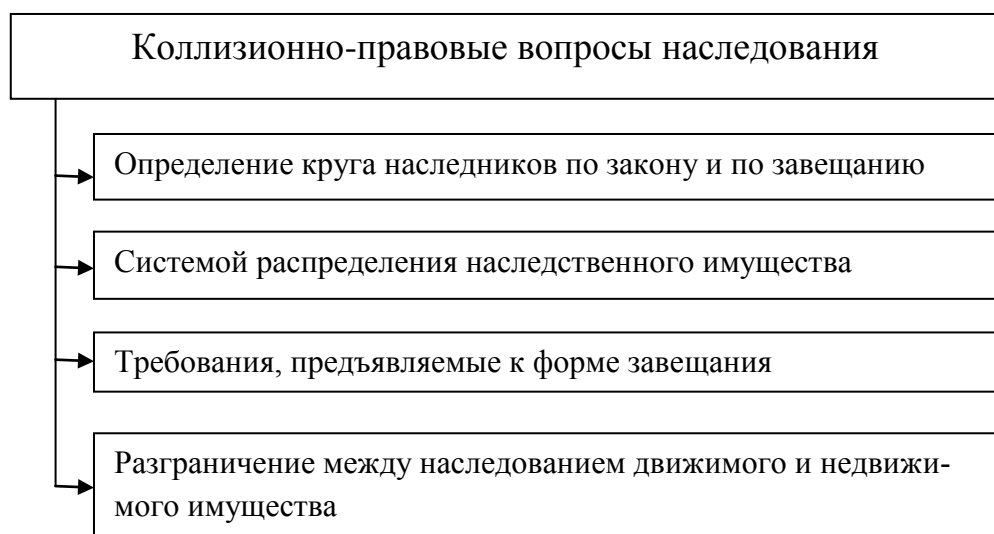 Коллизионно-правовые вопросы наследования
Определение круга наследников по закону и по завещанию
Системой распределения наследственного имущества
Требования, предъявляемые к форме завещания
Разграничение между наследованием движимого и недвижи-
мого имущества